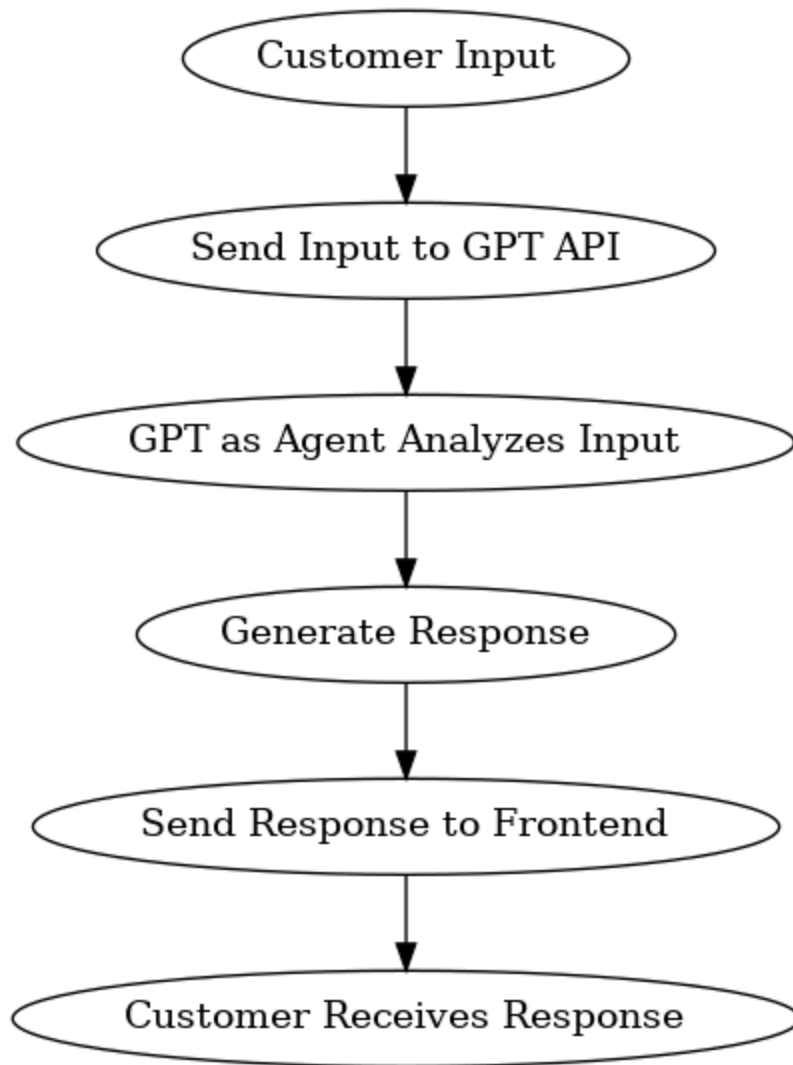 Customer Input
Send Input to GPT API
GPT as Agent Analyzes Input
Generate Response
Send Response to Frontend
Customer Receives Response